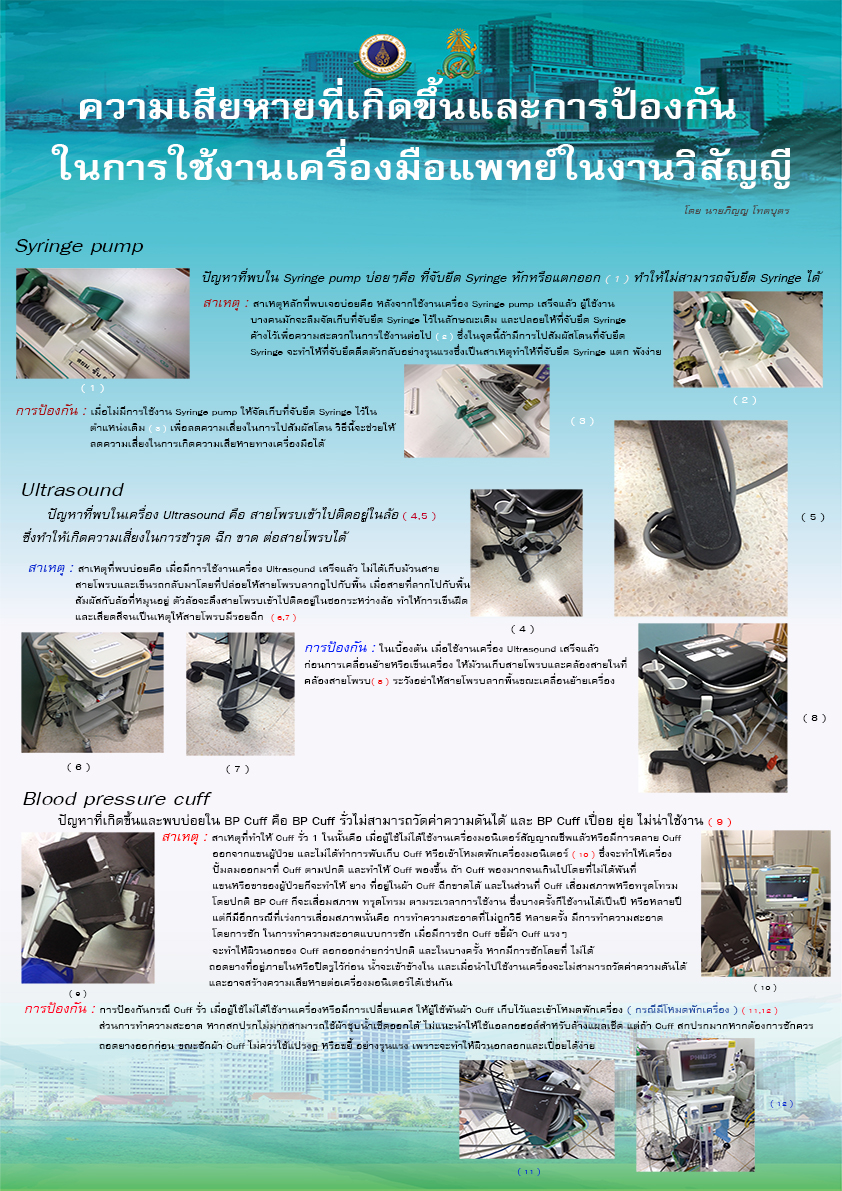 ความเสียหายที่เกิดขึ้นและการป้องกัน
ในการใช้งานเครื่องมือแพทย์ในงานวิสัญญี
โดย นายภิญญ โทดบุตร
Syringe pump
ปัญหาที่พบใน Syringe pump บ่อยๆคือ ที่จับยึด Syringe หักหรือแตกออก ( 1 ) ทำให้ไม่สามารถจับยึด Syringe ได้
สาเหตุ : สาเหตุหลักที่พบเจอบ่อยคือ หลังจากใช้งานเครื่อง Syringe pump เสร็จแล้ว ผู้ใช้งาน
บางคนมักจะลืมจัดเก็บที่จับยึด Syringe ไว้ในลักษณะเดิม และปล่อยให้ที่จับยึด Syringe
ค้างไว้เพื่อความสะดวกในการใช้งานต่อไป ( 2 ) ซึ่งในจุดนี้ถ้ามีการไปสัมผัสโดนที่จับยึด
Syringe จะทำให้ที่จับยึดดีดตัวกลับอย่างรุนแรงซึ่งเป็นสาเหตุทำให้ที่จับยึด Syringe แตก พังง่าย
( 1 )
( 2 )
การป้องกัน : เมื่อไม่มีการใช้งาน Syringe pump ให้จัดเก็บที่จับยึด Syringe ไว้ใน
ตำแหน่งเดิม ( 3 ) เพื่อลดความเสี่ยงในการไปสัมผัสโดน วิธีนี้จะช่วยให้
ลดความเสี่ยงในการเกิดความเสียหายทางเครื่องมือได้
( 3 )
Ultrasound
ปัญหาที่พบในเครื่อง Ultrasound คือ สายโพรบเข้าไปติดอยู่ในล้อ ( 4,5 )
ซึ่งทำให้เกิดความเสี่ยงในการชำรุด ฉีก ขาด ต่อสายโพรบได้
( 5 )
สาเหตุ : สาเหตุที่พบบ่อยคือ เมื่อมีการใช้งานเครื่อง Ultrasound เสร็จแล้ว ไม่ได้เก็บม้วนสาย
สายโพรบและเข็นรถกลับมาโดยที่ปล่อยให้สายโพรบลากถูไปกับพื้น เมื่อสายที่ลากไปกับพื้น
สัมผัสกับล้อที่หมุนอยู่ ตัวล้อจะดึงสายโพรบเข้าไปติดอยู่ในซอกระหว่างล้อ ทำให้การเข็นฝืด
และเสียดสีจนเป็นเหตุให้สายโพรบมีรอยฉีก ( 6,7 )
( 4 )
การป้องกัน : ในเบื้องต้น เมื่อใช้งานเครื่อง Ultrasound เสร็จแล้ว
ก่อนการเคลื่อนย้ายหรือเข็นเครื่อง ให้ม้วนเก็บสายโพรบและคล้องสายในที่
คล้องสายโพรบ( 8 ) ระวังอย่าให้สายโพรบลากพื้นขณะเคลื่อนย้ายเครื่อง
( 8 )
( 6 )
( 7 )
Blood pressure cuff
ปัญหาที่เกิดขึ้นและพบบ่อยใน BP Cuff คือ BP Cuff รั่วไม่สามารถวัดค่าความดันได้ และ BP Cuff เปื่อย ยุ่ย ไม่น่าใช้งาน ( 9 )
สาเหตุ : สาเหตุที่ทำให้ Cuff รั่ว 1 ในนั้นคือ เมื่อผู้ใช้ไม่ได้ใช้งานเครื่องมอนิเตอร์สัญญาณชีพแล้วหรือมีการคลาย Cuff
ออกจากแขนผู้ป่วย และไม่ได้ทำการพับเก็บ Cuff หรือเข้าโหมดพักเครื่องมอนิเตอร์ ( 10 ) ซึ่งจะทำให้เครื่อง
ปั๊มลมออกมาที่ Cuff ตามปกติ และทำให้ Cuff พองขึ้น ถ้า Cuff พองมากจนเกินไปโดยที่ไม่ได้พันที่
แขนหรือขาของผู้ป่วยก็จะทำให้ ยาง ที่อยู่ในผ้า Cuff ฉีกขาดได้ และในส่วนที่ Cuff เสื่อมสภาพหรือทรุดโทรม
โดยปกติ BP Cuff ก็จะเสื่อมสภาพ ทรุดโทรม ตามระยะเวลาการใช้งาน ซึ่งบางครั้งก็ใช้งานได้เป็นปี หรือหลายปี
แต่ก็มีอีกกรณีที่เร่งการเสื่อมสภาพนั่นคือ การทำความสะอาดที่ไม่ถูกวิธี หลายครั้ง มีการทำความสะอาด
โดยการซัก ในการทำความสะอาดแบบการซัก เมื่อมีการซัก Cuff ขยี้ผ้า Cuff แรงๆ
จะทำให้ผิวนอกของ Cuff ลอกออกง่ายกว่าปกติ และในบางครั้ง หากมีการซักโดยที่ ไม่ได้
ถอดยางที่อยู่ภายในหรือปิดรูไว้ก่อน น้ำจะเข้าข้างใน และเมื่อนำไปใช้งานเครื่องจะไม่สามารถวัดค่าความดันได้
และอาจสร้างความเสียหายต่อเครื่องมอนิเตอร์ได้เช่นกัน
( 9 )
( 10 )
การป้องกัน : การป้องกันกรณี Cuff รั่ว เมื่อผู้ใช้ไม่ได้ใช้งานเครื่องหรือมีการเปลี่ยนเคส ให้ผู้ใช้พันผ้า Cuff เก็บไว้และเข้าโหมดพักเครื่อง ( กรณีมีโหมดพักเครื่อง ) ( 11,12 )
ส่วนการทำความสะอาด หากสกปรกไม่มากสามารถใช้ผ้าชุบน้ำเช็ดออกได้ ไม่แนะนำให้ใช้แอลกอฮอล์สำหรับล้างแผลเช็ด แต่ถ้า Cuff สกปรกมากหากต้องการซักควร
ถอดยางออกก่อน ขณะซักผ้า Cuff ไม่ควรใช้แปรงถู หรือขยี้ อย่างรุนแรง เพราะจะทำให้ผิวนอกลอกและเปื่อยได้ง่าย
PHILIPS
( 12 )
( 11 )